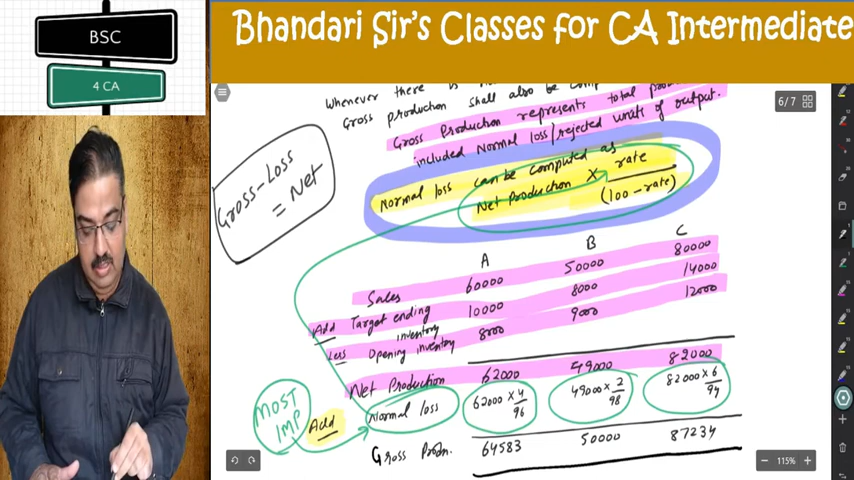 Bhandari Sir's Classes for CA Intermediate
BSC
4 CA
6/7
Whenever there is
Gross production shall also be
Gross Production represents total
included Normal loss/rejected units of output.
Gross-Loss
= Net
Normal loss can be computed as
Net Production × rate
(100 - rate)
A B C
Sales 60000 50000 80000
Add Target ending inventory 10000 8000 14000
Less Opening inventory 8000 9000 12000
Net Production 62000 49000 82000
MOST IMP
Add Normal loss 62000 × 4/96 49000 × 2/98 82000 × 6/94
Gross Prodn. 64583 50000 87234
115%